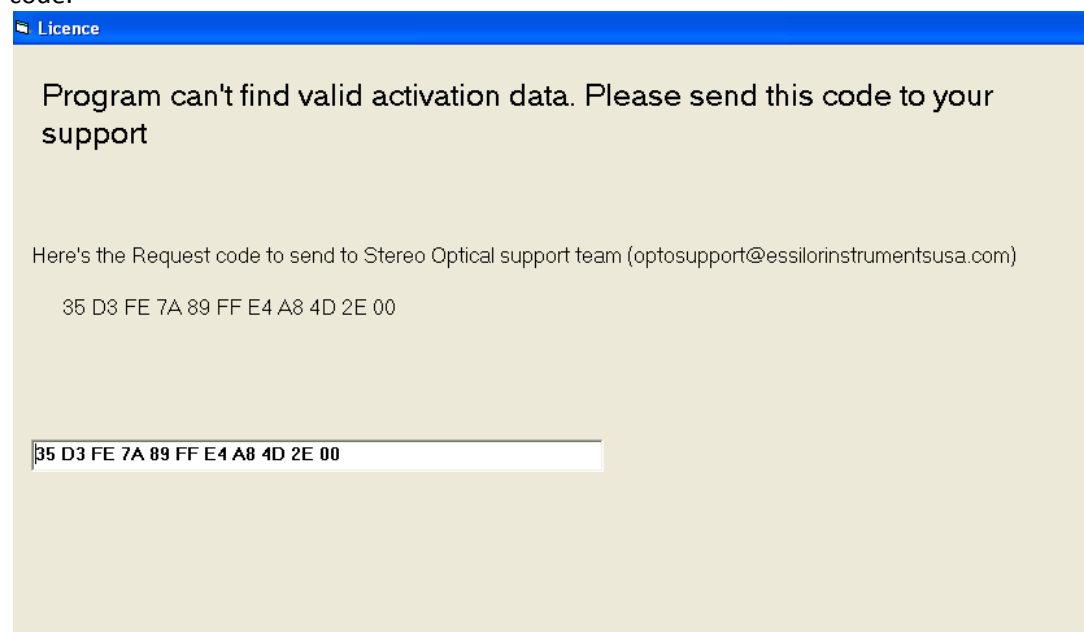 code.
Licence
Program can't find valid activation data. Please send this code to your
support
Here's the Request code to send to Stereo Optical support team (optosupport@essilorinstrumentsusa.com)
35 D3 FE 7A 89 FF E4 A8 4D 2E 00
35 D3 FE 7A 89 FF E4 A8 4D 2E 00